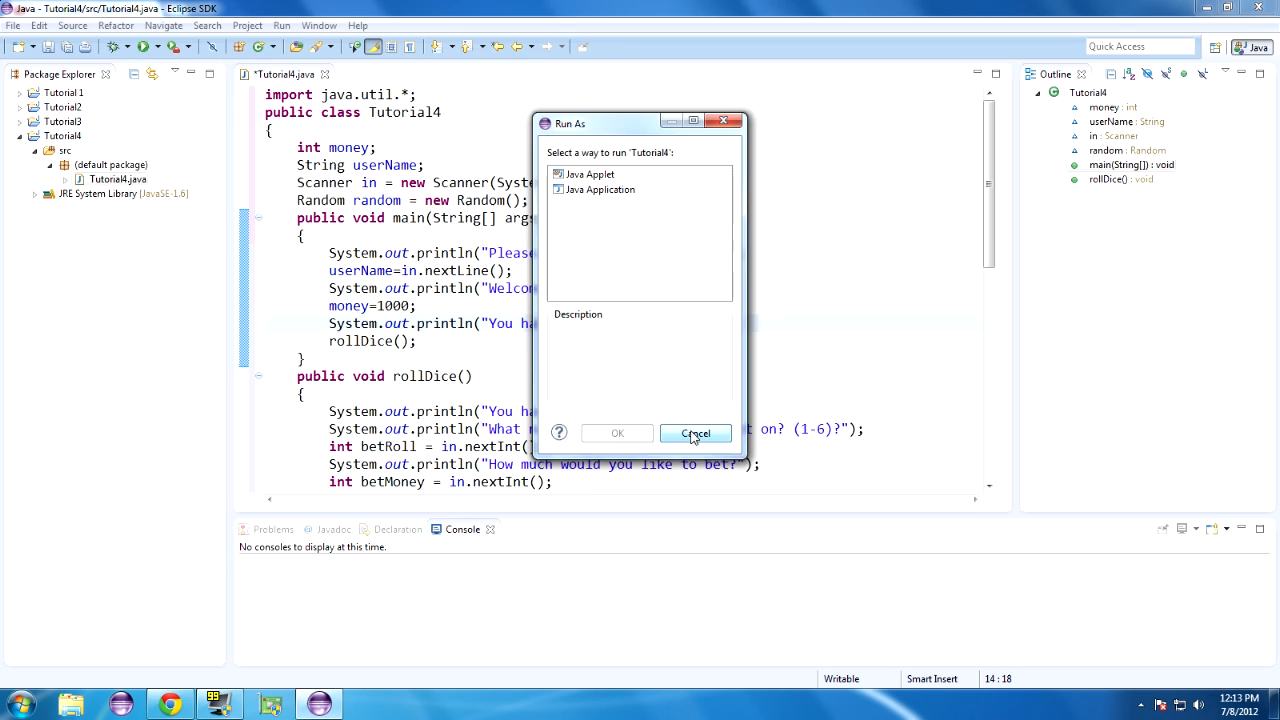 Java - Tutorial4/src/Tutorial4.java - Eclipse SDK
File Edit Source Refactor Navigate Search Project Run Window Help
Quick Access
Java
Package Explorer
Tutorial 1
Tutorial2
Tutorial3
Tutorial4
src
(default package)
Tutorial4.java
JRE System Library [JavaSE-1.6]
*Tutorial4.java
import java.util.*;
public class Tutorial4
{
int money;
String userName;
Scanner in = new Scanner(Syste
Random random = new Random();
public void main(String[] args
{
System.out.println("Please
userName=in.nextLine();
System.out.println("Welcom
money=1000;
System.out.println("You ha
rollDice();
}
public void rollDice()
{
System.out.println("You ha
System.out.println("What n
t on? (1-6)?");
int betRoll = in.nextInt()
System.out.println("How much would you like to bet?");
int betMoney = in.nextInt();
Run As
Select a way to run 'Tutorial4':
Java Applet
Java Application
Description
OK
Cancel
Outline
Tutorial4
money : int
userName : String
in : Scanner
random : Random
main(String[]) : void
rollDice() : void
Problems
@ Javadoc
Declaration
Console
No consoles to display at this time.
Writable
Smart Insert
14 : 18
99
12:13 PM
7/8/2012